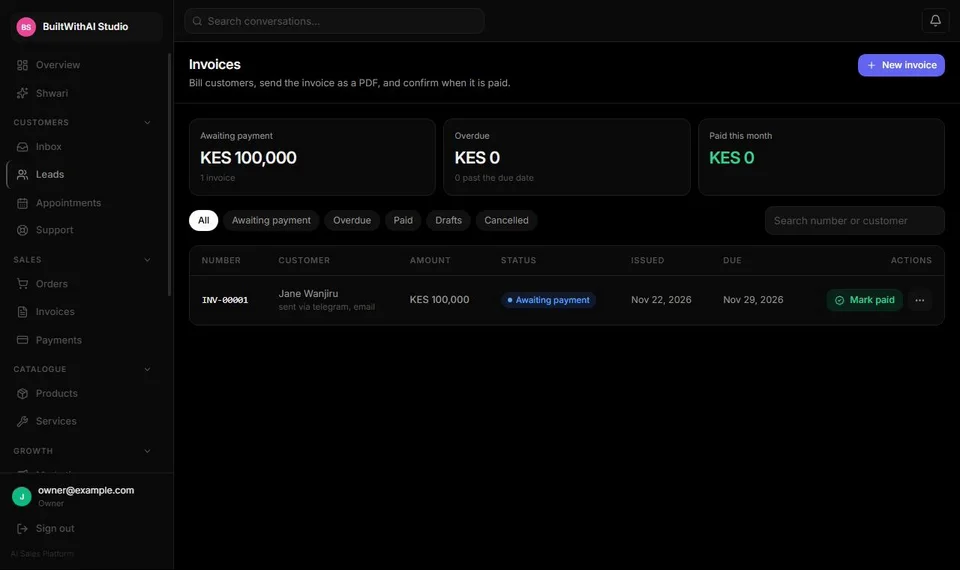 BS BuiltWithAI Studio
Overview
Shwari
CUSTOMERS
Inbox
Leads
Appointments
Support
SALES
Orders
Invoices
Payments
CATALOGUE
Products
Services
GROWTH
J owner@example.com
Owner
Sign out
AI Sales Platform
Search conversations...
Invoices
Bill customers, send the invoice as a PDF, and confirm when it is paid.
+ New invoice
Awaiting payment
KES 100,000
1 invoice
Overdue
KES 0
0 past the due date
Paid this month
KES 0
All Awaiting payment Overdue Paid Drafts Cancelled
Search number or customer
NUMBER CUSTOMER AMOUNT STATUS ISSUED DUE ACTIONS
INV-00001 Jane Wanjiru KES 100,000 Awaiting payment Nov 22, 2026 Nov 29, 2026 Mark paid ...
sent via telegram, email